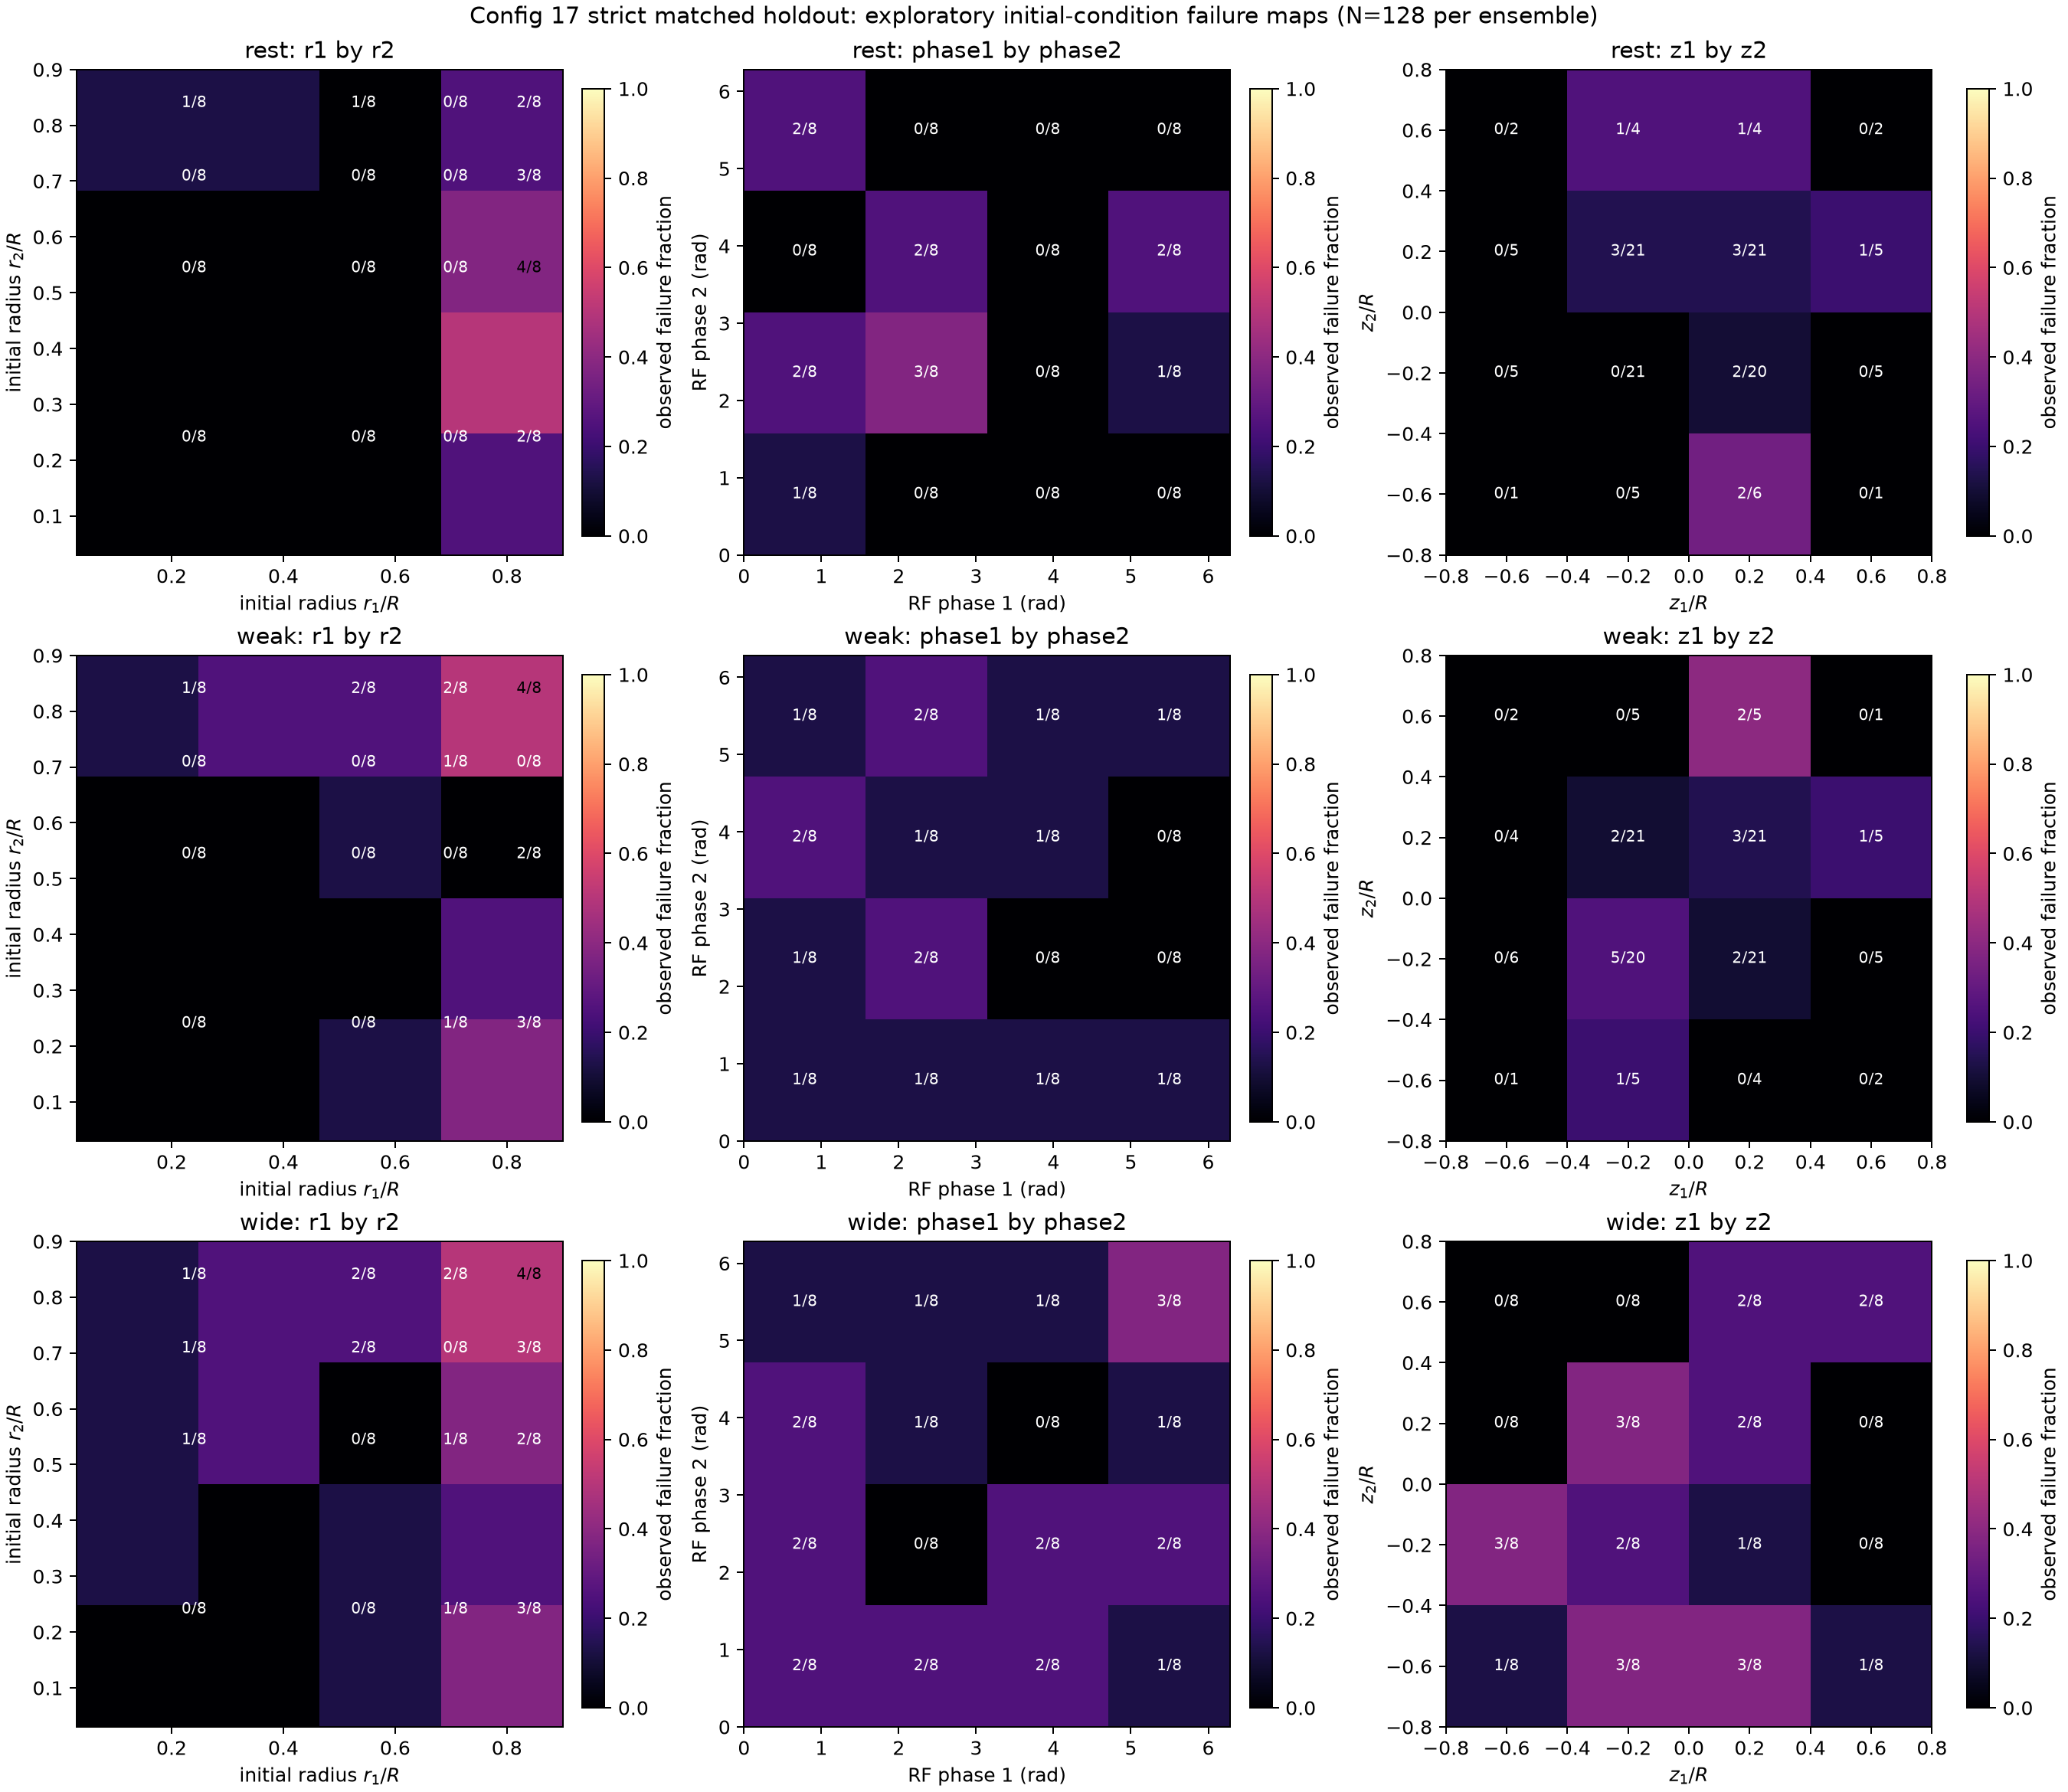 Config 17 strict matched holdout: exploratory initial-condition failure maps (N=128 per ensemble)
rest: r1 by r2
0.9
0.8
0.7
0.6
0.5
0.4
0.3
0.2
0.1
initial radius r₂/R
1/8 1/8 0/8 2/8
0/8 0/8 0/8 3/8
0/8 0/8 0/8 4/8
0/8 0/8 0/8 2/8
0.2 0.4 0.6 0.8
initial radius r₁/R
1.0
0.8
0.6
0.4
0.2
0.0
observed failure fraction
rest: phase1 by phase2
6
5
4
3
2
1
0
RF phase 2 (rad)
2/8 0/8 0/8 0/8
0/8 2/8 0/8 2/8
2/8 3/8 0/8 1/8
1/8 0/8 0/8 0/8
0 1 2 3 4 5 6
RF phase 1 (rad)
1.0
0.8
0.6
0.4
0.2
0.0
observed failure fraction
rest: z1 by z2
0.8
0.6
0.4
0.2
0.0
−0.2
−0.4
−0.6
−0.8
z₂/R
0/2 1/4 1/4 0/2
0/5 3/21 3/21 1/5
0/5 0/21 2/20 0/5
0/1 0/5 2/6 0/1
−0.8 −0.6 −0.4 −0.2 0.0 0.2 0.4 0.6 0.8
z₁/R
1.0
0.8
0.6
0.4
0.2
0.0
observed failure fraction
weak: r1 by r2
0.9
0.8
0.7
0.6
0.5
0.4
0.3
0.2
0.1
initial radius r₂/R
1/8 2/8 2/8 4/8
0/8 0/8 1/8 0/8
0/8 0/8 0/8 2/8
0/8 0/8 1/8 3/8
0.2 0.4 0.6 0.8
initial radius r₁/R
1.0
0.8
0.6
0.4
0.2
0.0
observed failure fraction
weak: phase1 by phase2
6
5
4
3
2
1
0
RF phase 2 (rad)
1/8 2/8 1/8 1/8
2/8 1/8 1/8 0/8
1/8 2/8 0/8 0/8
1/8 1/8 1/8 1/8
0 1 2 3 4 5 6
RF phase 1 (rad)
1.0
0.8
0.6
0.4
0.2
0.0
observed failure fraction
weak: z1 by z2
0.8
0.6
0.4
0.2
0.0
−0.2
−0.4
−0.6
−0.8
z₂/R
0/2 0/5 2/5 0/1
0/4 2/21 3/21 1/5
0/6 5/20 2/21 0/5
0/1 1/5 0/4 0/2
−0.8 −0.6 −0.4 −0.2 0.0 0.2 0.4 0.6 0.8
z₁/R
1.0
0.8
0.6
0.4
0.2
0.0
observed failure fraction
wide: r1 by r2
0.9
0.8
0.7
0.6
0.5
0.4
0.3
0.2
0.1
initial radius r₂/R
1/8 2/8 2/8 4/8
1/8 2/8 0/8 3/8
1/8 0/8 1/8 2/8
0/8 0/8 1/8 3/8
0.2 0.4 0.6 0.8
initial radius r₁/R
1.0
0.8
0.6
0.4
0.2
0.0
observed failure fraction
wide: phase1 by phase2
6
5
4
3
2
1
0
RF phase 2 (rad)
1/8 1/8 1/8 3/8
2/8 1/8 0/8 1/8
2/8 0/8 2/8 2/8
2/8 2/8 2/8 1/8
0 1 2 3 4 5 6
RF phase 1 (rad)
1.0
0.8
0.6
0.4
0.2
0.0
observed failure fraction
wide: z1 by z2
0.8
0.6
0.4
0.2
0.0
−0.2
−0.4
−0.6
−0.8
z₂/R
0/8 0/8 2/8 2/8
0/8 3/8 2/8 0/8
3/8 2/8 1/8 0/8
1/8 3/8 3/8 1/8
−0.8 −0.6 −0.4 −0.2 0.0 0.2 0.4 0.6 0.8
z₁/R
1.0
0.8
0.6
0.4
0.2
0.0
observed failure fraction